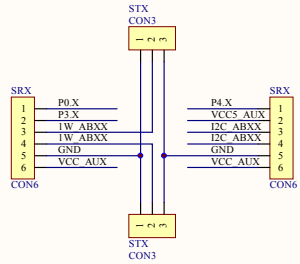 STX
CON3
1 2 3
SRX
SRX
1 P0.X
2 P3.X
3 1W_ABXX
4 1W_ABXX
5 GND
6 VCC_AUX
CON6
P4.X 1
VCC5_AUX 2
I2C_ABXX 3
I2C_ABXX 4
GND 5
VCC_AUX 6
CON6
1 2 3
STX
CON3